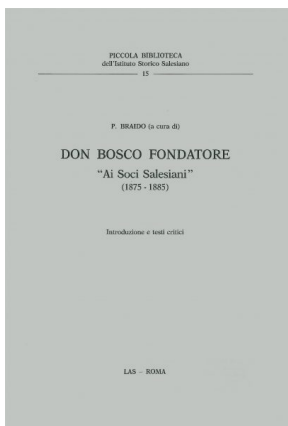 PICCOLA BIBLIOTECA
dell'Istituto Storico Salesiano
15
P. BRAIDO (a cura di)
DON BOSCO FONDATORE
“Ai Soci Salesiani”
(1875 - 1885)
Introduzione e testi critici
LAS – ROMA